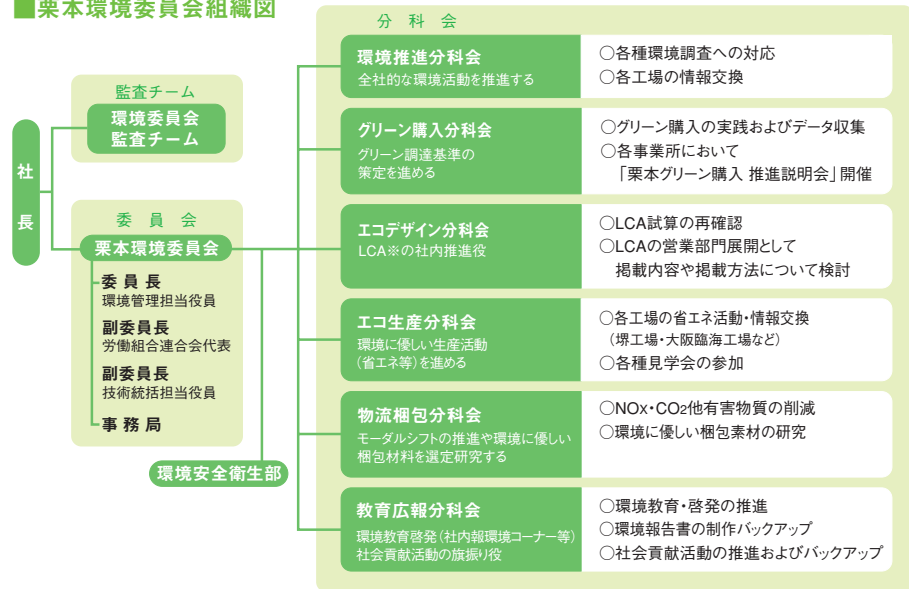 ■栗本環境委員会組織図
社長
監査チーム
環境委員会
監査チーム
委員会
栗本環境委員会
委員長
環境管理担当役員
副委員長
労働組合連合会代表
副委員長
技術統括担当役員
事務局
環境安全衛生部
分科会
環境推進分科会
全社的な環境活動を推進する
○各種環境調査への対応
○各工場の情報交換
グリーン購入分科会
グリーン調達基準の
策定を進める
○グリーン購入の実践およびデータ収集
○各事業所において
「栗本グリーン購入 推進説明会」開催
エコデザイン分科会
LCA※の社内推進役
○LCA試算の再確認
○LCAの営業部門展開として
掲載内容や掲載方法について検討
エコ生産分科会
環境に優しい生産活動
(省エネ等)を進める
○各工場の省エネ活動・情報交換
(堺工場・大阪臨海工場など)
○各種見学会の参加
物流梱包分科会
モーダルシフトの推進や環境に優しい
梱包材料を選定研究する
○NOx・CO2他有害物質の削減
○環境に優しい梱包素材の研究
教育広報分科会
環境教育啓発(社内報環境コーナー等)
社会貢献活動の旗振り役
○環境教育・啓発の推進
○環境報告書の制作バックアップ
○社会貢献活動の推進およびバックアップ